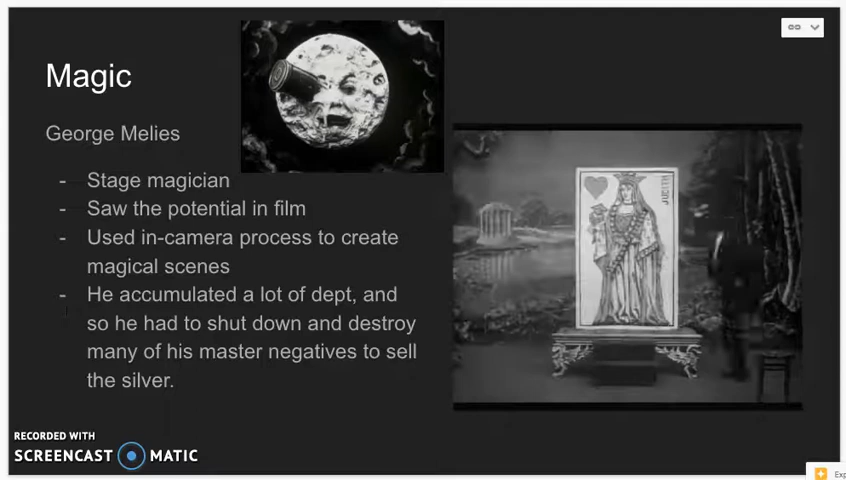 Magic
George Melies
- Stage magician
- Saw the potential in film
- Used in-camera process to create
magical scenes
- He accumulated a lot of dept, and
so he had to shut down and destroy
many of his master negatives to sell
the silver.
JUDITH
RECORDED WITH
SCREENCAST MATIC
Exp